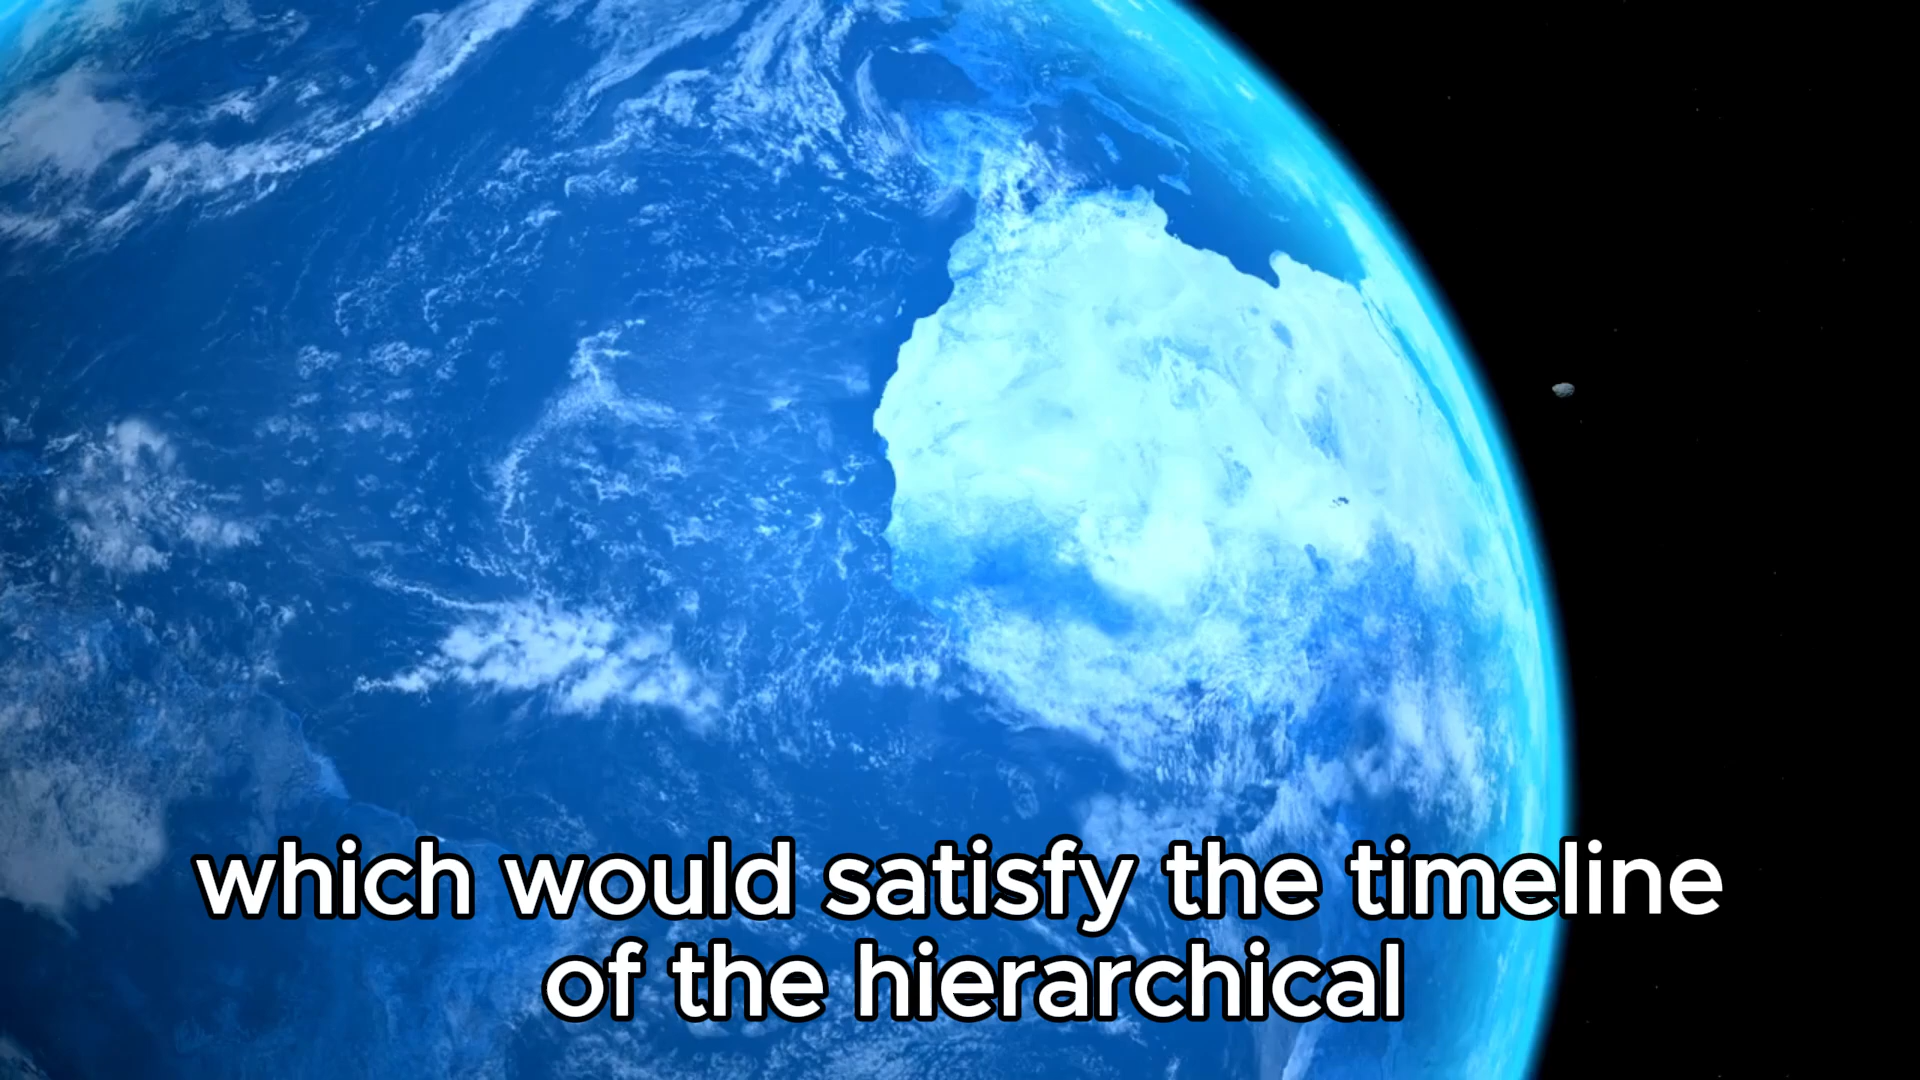 which would satisfy the timeline
of the hierarchical